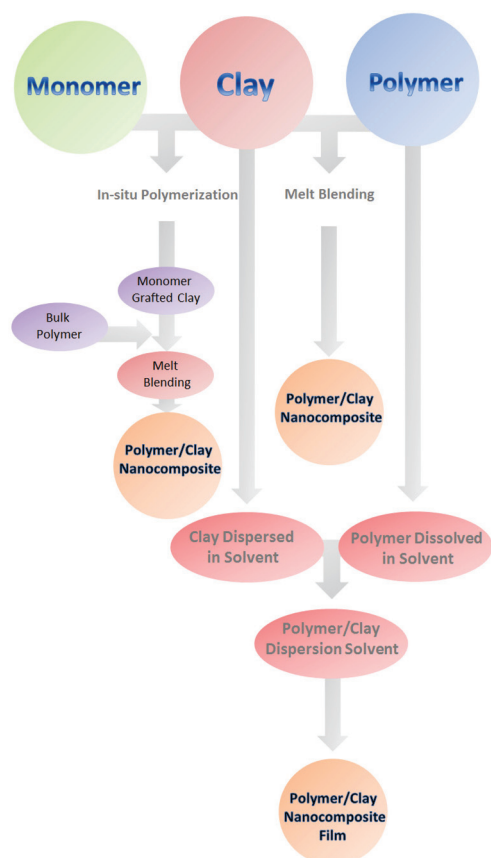 Monomer
Clay
Polymer
In-situ Polymerization
Melt Blending
Monomer
Grafted Clay
Bulk
Polymer
Melt
Blending
Polymer/Clay
Nanocomposite
Polymer/Clay
Nanocomposite
Clay Dispersed
in Solvent
Polymer Dissolved
in Solvent
Polymer/Clay
Dispersion Solvent
Polymer/Clay
Nanocomposite
Film